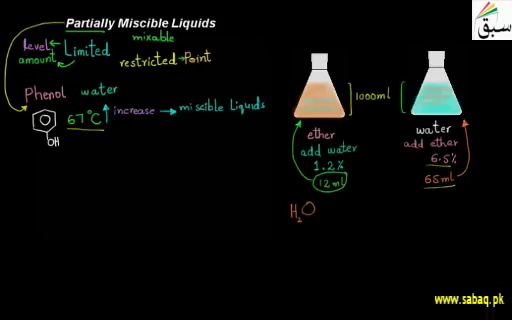 Partially Miscible Liquids
mixable
level
Limited
amount
restricted → Point
Phenol water
67°C increase → miscible Liquids
OH
1000ml
ether
add water
1.2%
12ml
water
add ether
6.5%
65ml
H₂O
سبق
www.sabaq.pk